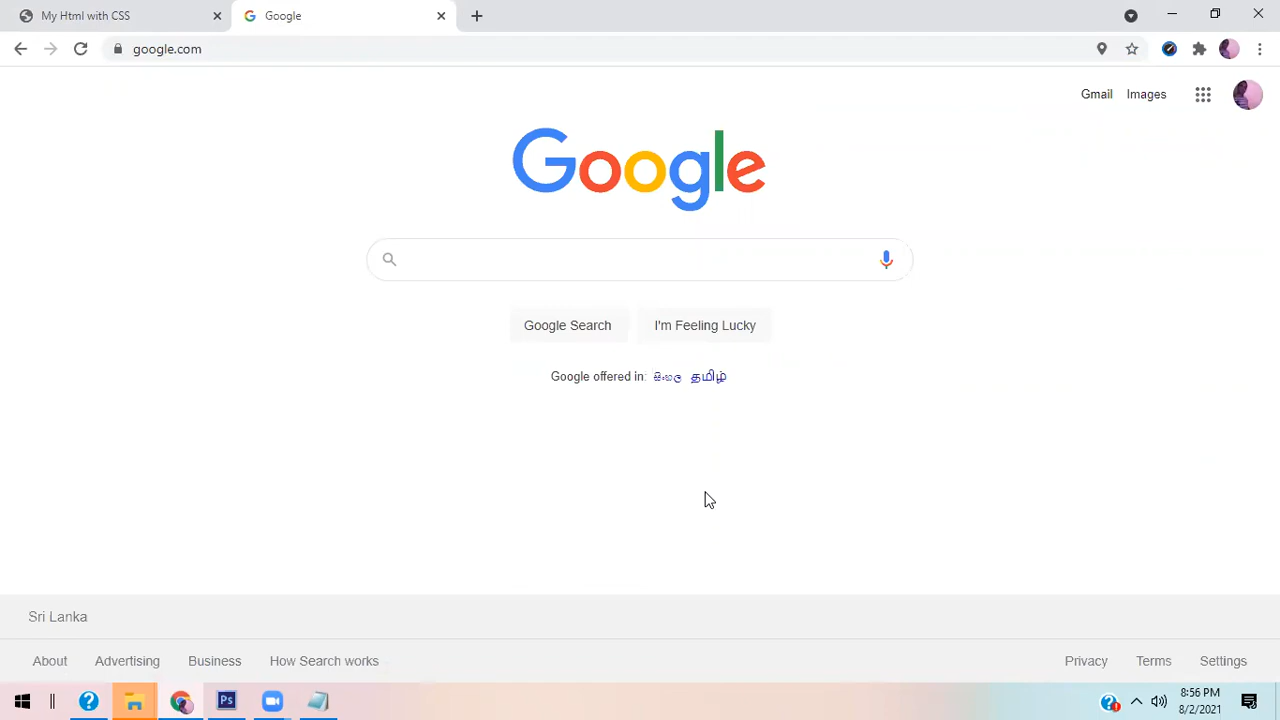 My Html with CSS
Google
google.com
Gmail Images
Google
Google Search I'm Feeling Lucky
Google offered in: සිංහල தமிழ்
Sri Lanka
About Advertising Business How Search works
Privacy Terms Settings
Ps
8:56 PM
8/2/2021